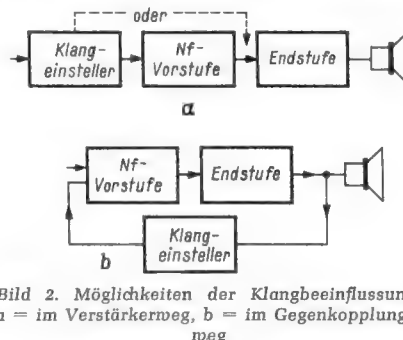 oder
Klang-
einsteller
Nf-
Vorstufe
Endstufe
a
Nf-
Vorstufe
Endstufe
b
Klang-
einsteller
Bild 2. Möglichkeiten der Klangbeeinflussun
a = im Verstärkerweg, b = im Gegenkopplung
weg